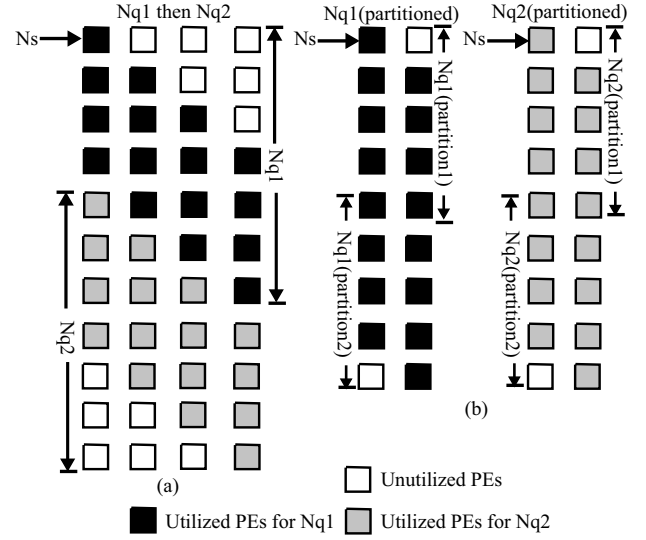 Nq1 then Nq2
Nq1(partitioned)
Nq2(partitioned)
Ns
Ns
Ns
Nq1
Nq2
Nq1(partition1)
Nq1(partition2)
Nq2(partition1)
Nq2(partition2)
(a)
(b)
Unutilized PEs
Utilized PEs for Nq1
Utilized PEs for Nq2